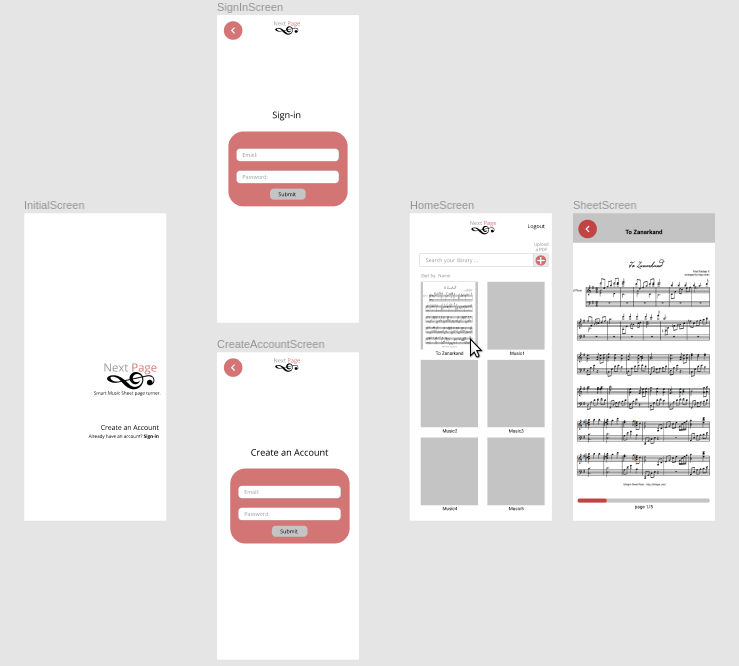 SignInScreen
Next Page
Sign-in
Email:
Password:
Submit
InitialScreen
Next Page
Smart Music Sheet page turner.
Create an Account
Already have an account? Sign-in
CreateAccountScreen
Next Page
Create an Account
Email:
Password:
Submit
HomeScreen
Next Page
Logout
Upload
a PDF
Search your library ...
Sort by: Name
To Zanarkand
Music1
Music2
Music3
Music4
Music5
SheetScreen
To Zanarkand
To Zanarkand
page 1/5